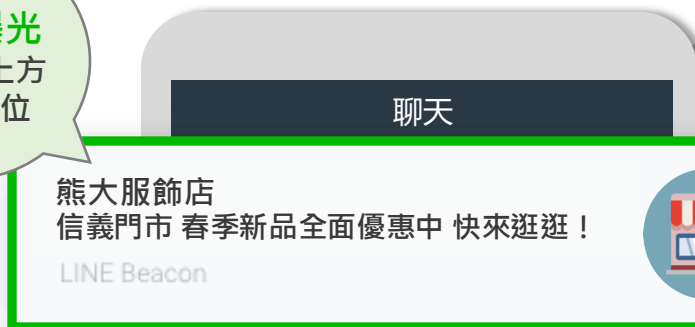 光
上方
位
聊天
熊大服飾店
信義門市 春季新品全面優惠中 快來逛逛！
LINE Beacon